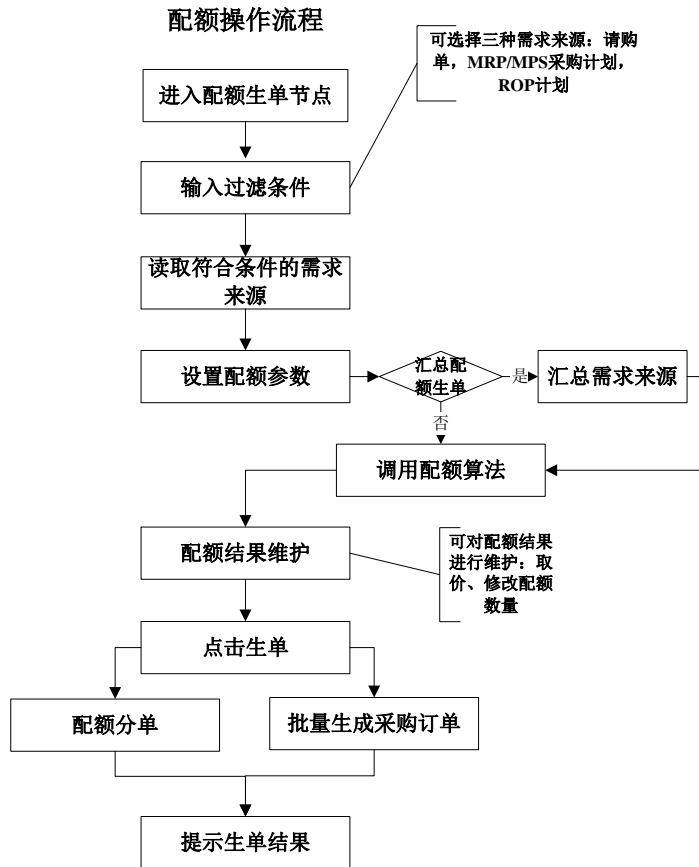 配额操作流程
可选择三种需求来源：请购
单，MRP/MPS采购计划，
ROP计划
进入配额生单节点
输入过滤条件
读取符合条件的需求
来源
设置配额参数
汇总配
额生单
是
汇总需求来源
否
调用配额算法
配额结果维护
可对配额结果
进行维护：取
价、修改配额
数量
点击生单
配额分单
批量生成采购订单
提示生单结果